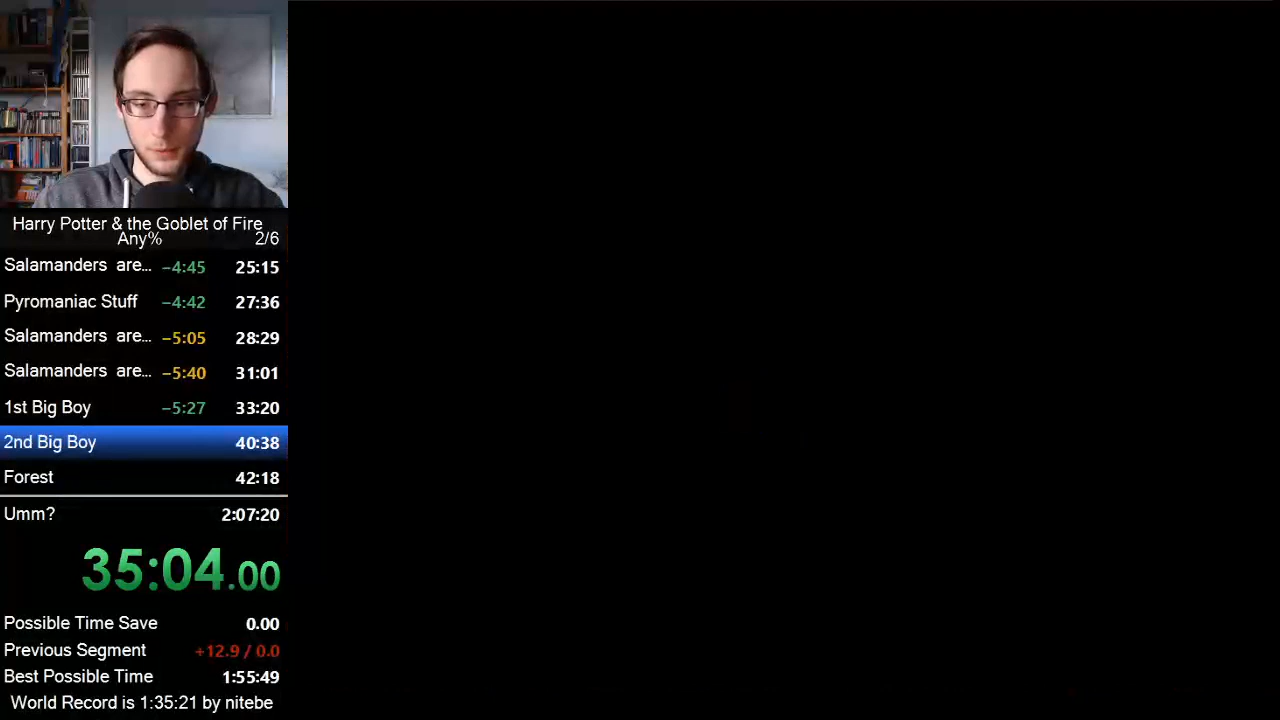 Harry Potter & the Goblet of Fire
Any% 2/6
Salamanders are... −4:45 25:15
Pyromaniac Stuff −4:42 27:36
Salamanders are... −5:05 28:29
Salamanders are... −5:40 31:01
1st Big Boy −5:27 33:20
2nd Big Boy 40:38
Forest 42:18
Umm? 2:07:20
35:04.00
Possible Time Save 0.00
Previous Segment +12.9 / 0.0
Best Possible Time 1:55:49
World Record is 1:35:21 by nitebe